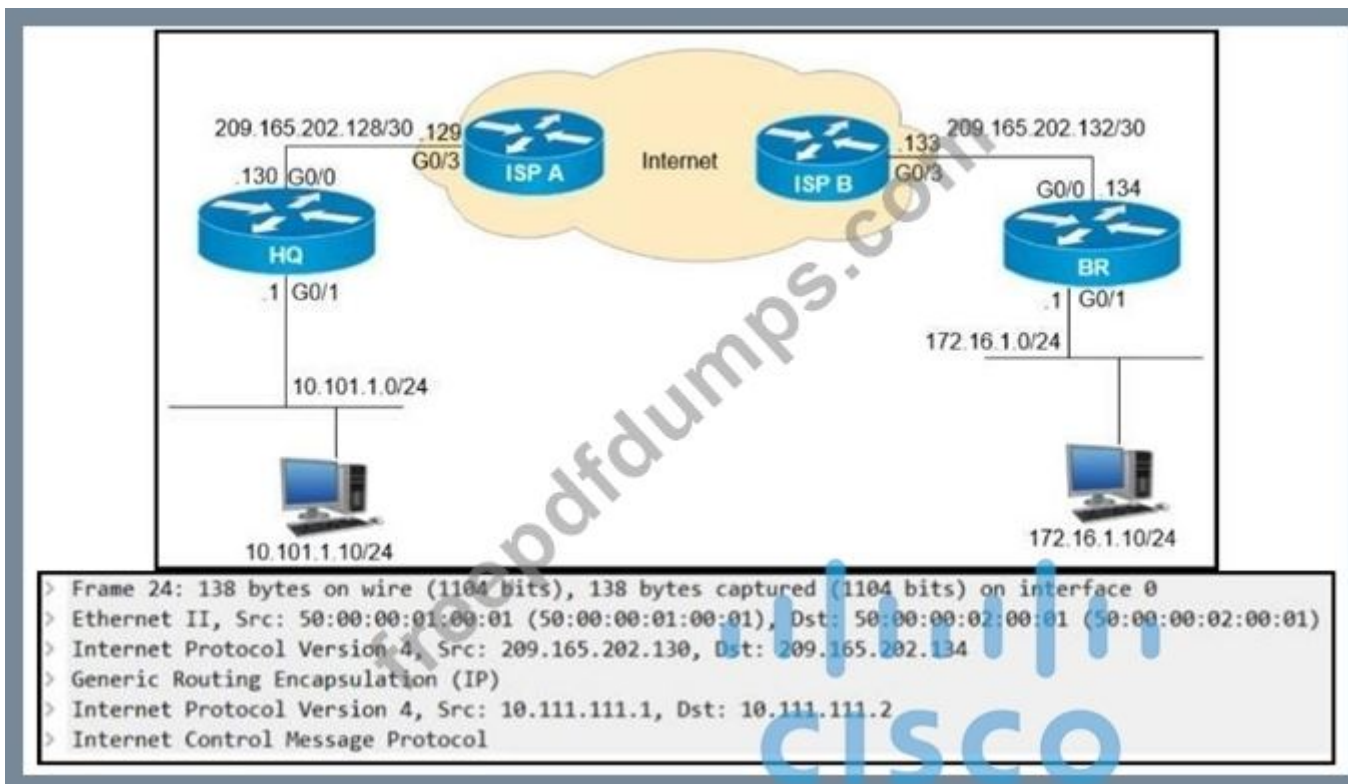 209.165.202.128/30
.129
G0/3
ISP A
Internet
ISP B
.133
G0/3
209.165.202.132/30
.130 G0/0
HQ
G0/0 .134
BR
.1 G0/1
.1 G0/1
172.16.1.0/24
10.101.1.0/24
10.101.1.10/24
172.16.1.10/24
freepdfdumps.com
> Frame 24: 138 bytes on wire (1104 bits), 138 bytes captured (1104 bits) on interface 0
> Ethernet II, Src: 50:00:00:01:00:01 (50:00:00:01:00:01), Dst: 50:00:00:02:00:01 (50:00:00:02:00:01)
> Internet Protocol Version 4, Src: 209.165.202.130, Dst: 209.165.202.134
> Generic Routing Encapsulation (IP)
> Internet Protocol Version 4, Src: 10.111.111.1, Dst: 10.111.111.2
> Internet Control Message Protocol
CISCO